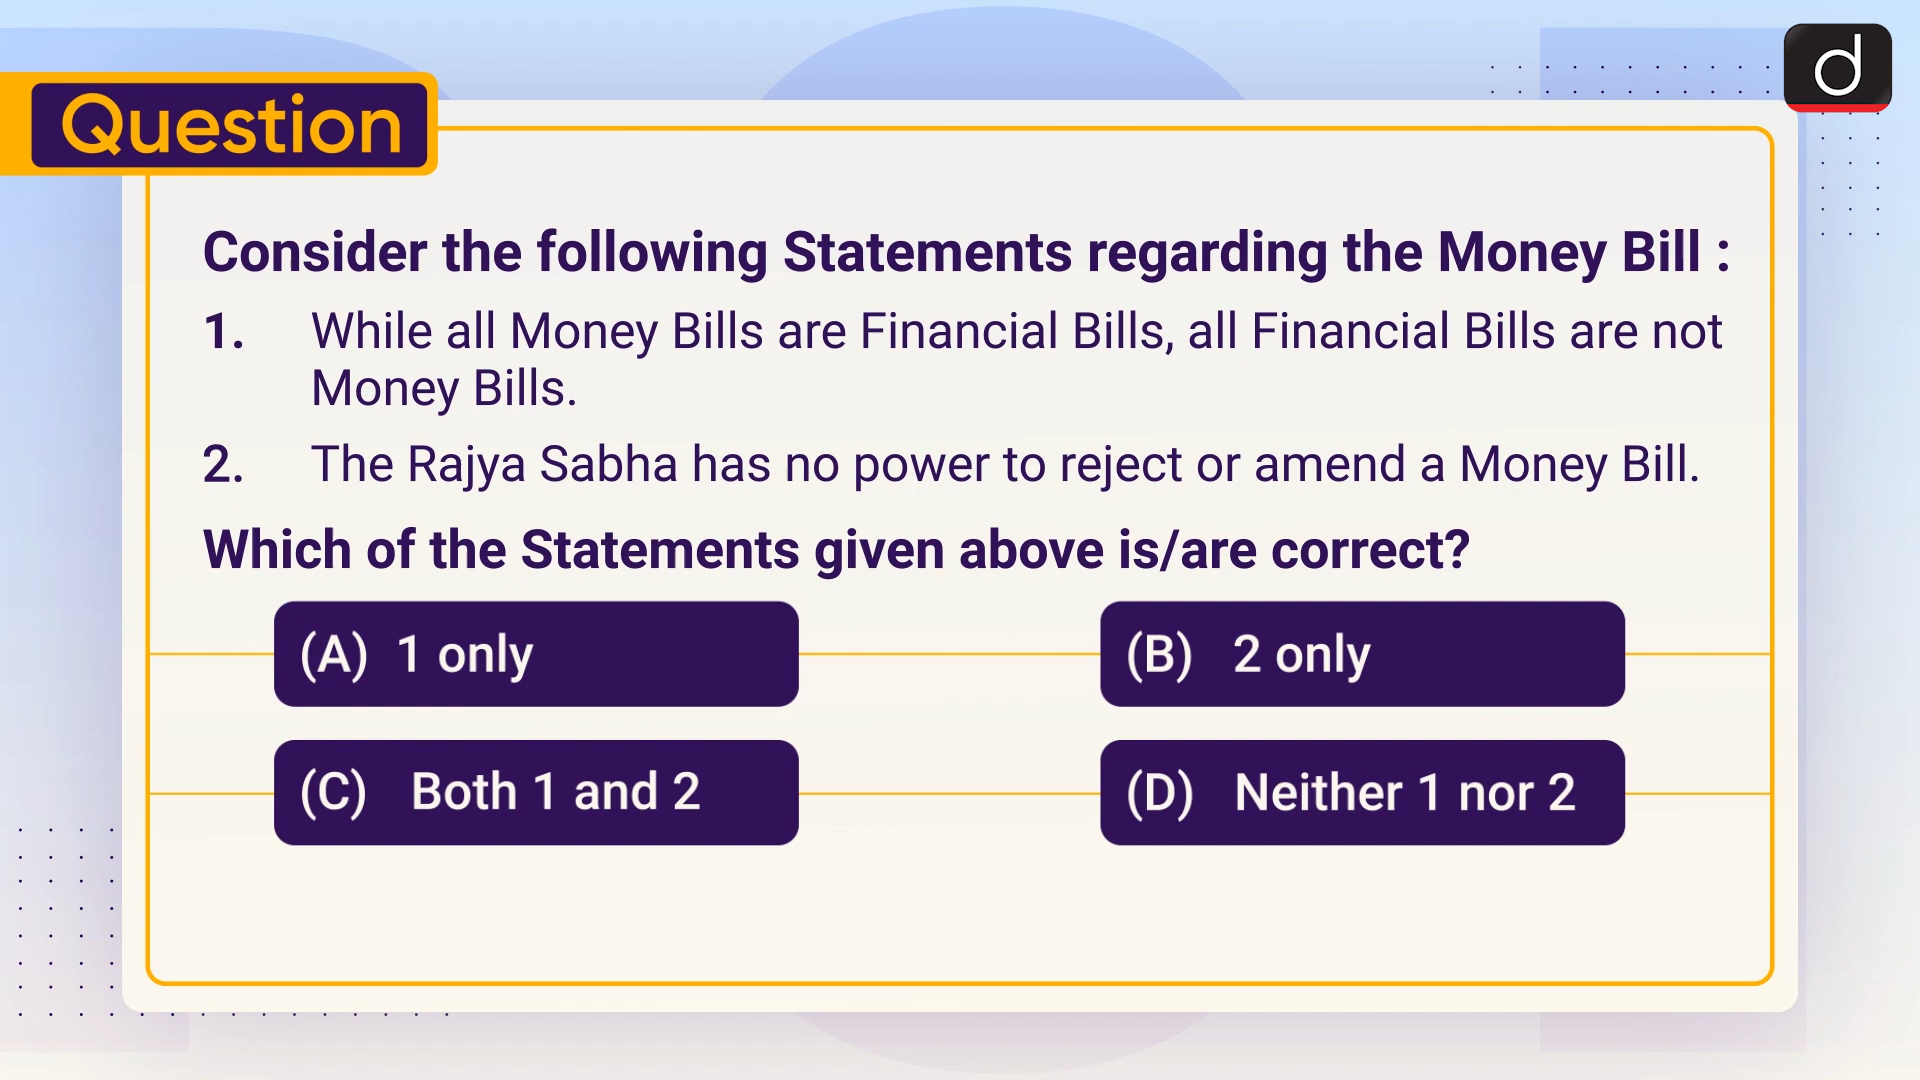 Question
Consider the following Statements regarding the Money Bill :
1. While all Money Bills are Financial Bills, all Financial Bills are not
Money Bills.
2. The Rajya Sabha has no power to reject or amend a Money Bill.
Which of the Statements given above is/are correct?
(A) 1 only
(B) 2 only
(C) Both 1 and 2
(D) Neither 1 nor 2
d